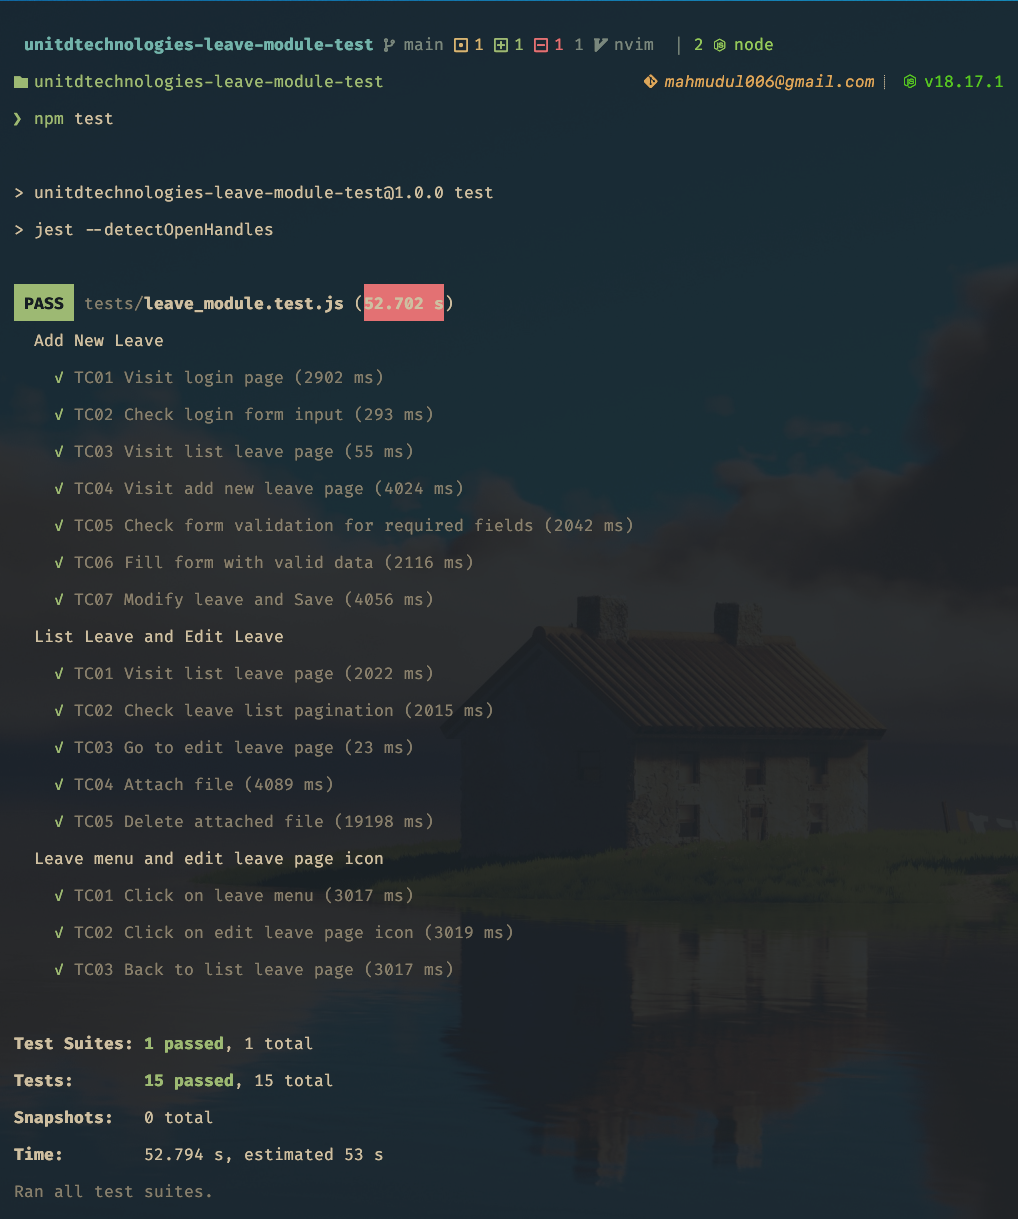 unitdtechnologies-leave-module-test main 1 1 1 1 nvim | 2 node
unitdtechnologies-leave-module-test mahmudul006@gmail.com v18.17.1
❯ npm test
> unitdtechnologies-leave-module-test@1.0.0 test
> jest --detectOpenHandles
PASS tests/leave_module.test.js (52.702 s)
Add New Leave
√ TC01 Visit login page (2902 ms)
√ TC02 Check login form input (293 ms)
√ TC03 Visit list leave page (55 ms)
√ TC04 Visit add new leave page (4024 ms)
√ TC05 Check form validation for required fields (2042 ms)
√ TC06 Fill form with valid data (2116 ms)
√ TC07 Modify leave and Save (4056 ms)
List Leave and Edit Leave
√ TC01 Visit list leave page (2022 ms)
√ TC02 Check leave list pagination (2015 ms)
√ TC03 Go to edit leave page (23 ms)
√ TC04 Attach file (4089 ms)
√ TC05 Delete attached file (19198 ms)
Leave menu and edit leave page icon
√ TC01 Click on leave menu (3017 ms)
√ TC02 Click on edit leave page icon (3019 ms)
√ TC03 Back to list leave page (3017 ms)
Test Suites: 1 passed, 1 total
Tests: 15 passed, 15 total
Snapshots: 0 total
Time: 52.794 s, estimated 53 s
Ran all test suites.